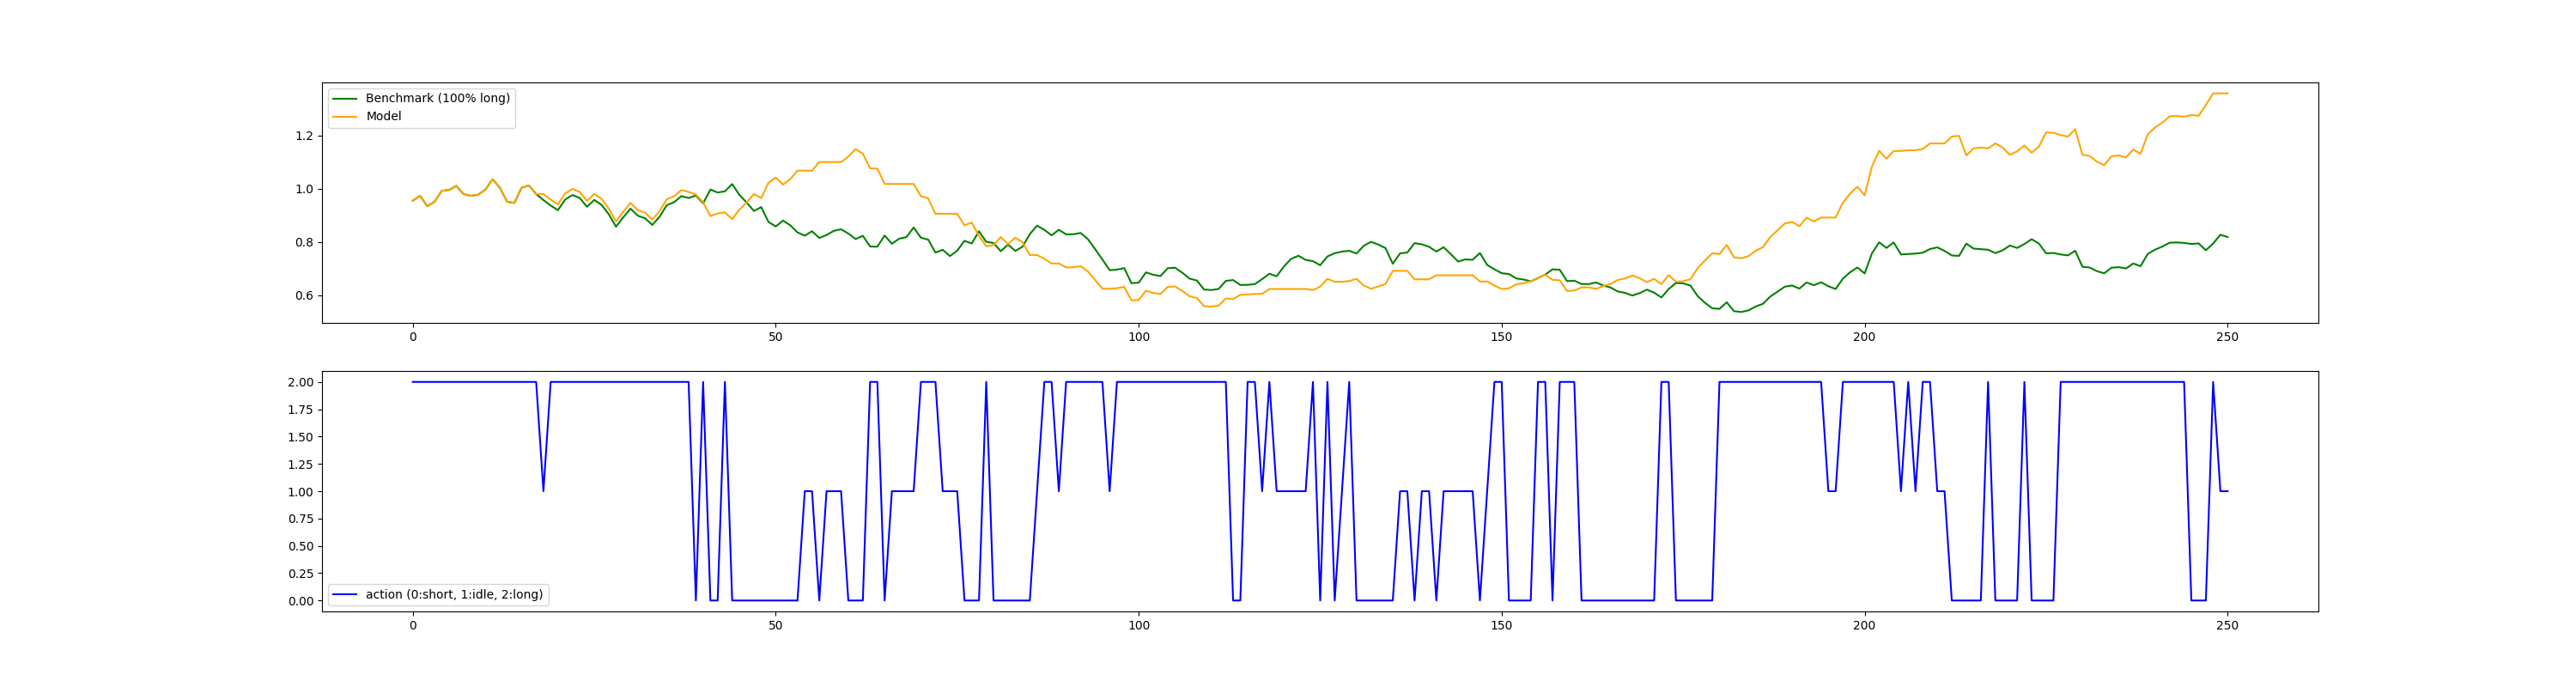 Benchmark (100% long)
Model
1.2
1.0
0.8
0.6
0 50 100 150 200 250
2.00
1.75
1.50
1.25
1.00
0.75
0.50
0.25
0.00
action (0:short, 1:idle, 2:long)
0 50 100 150 200 250